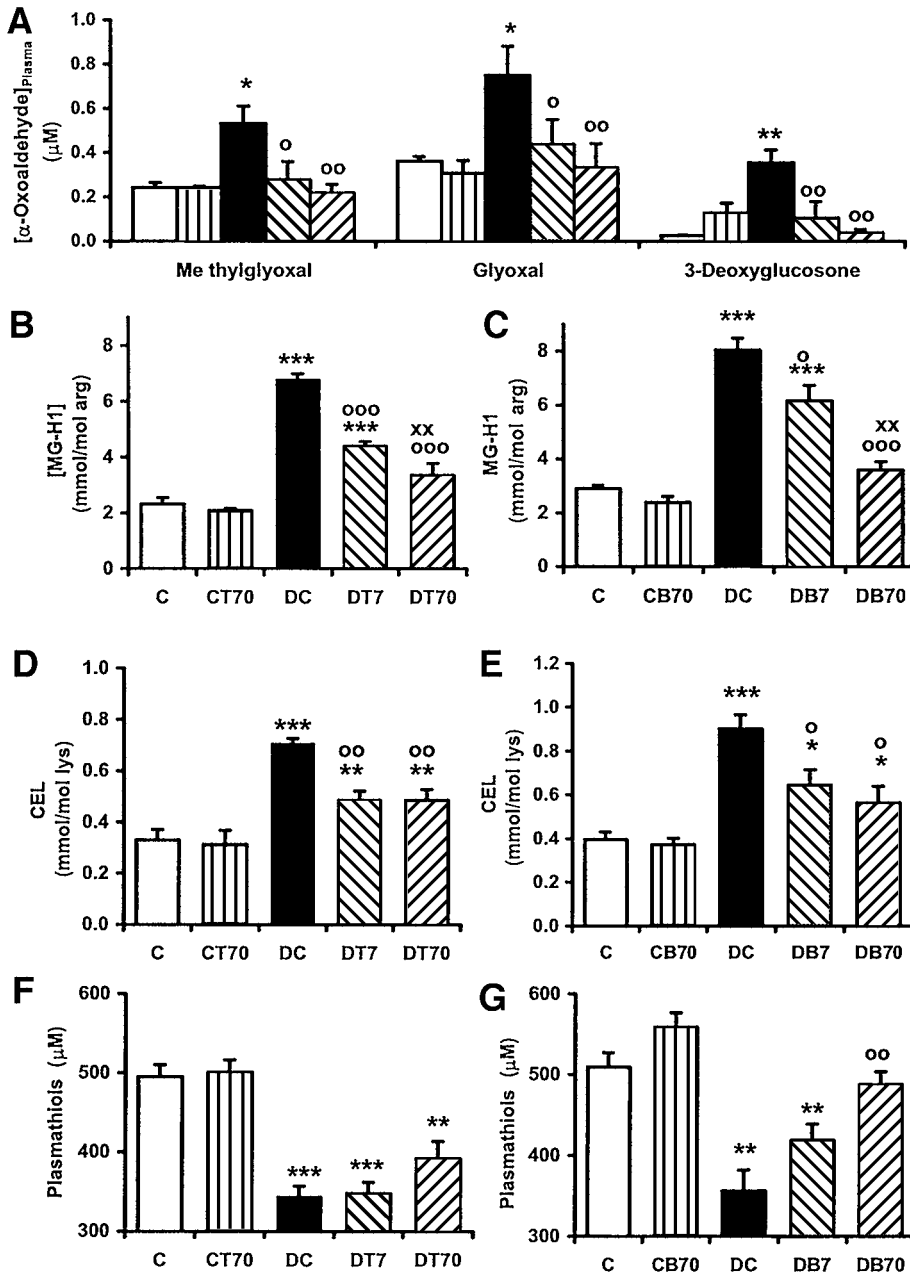 A
[α-Oxoaldehyde]Plasma
(µM)
1.0
0.8
0.6
0.4
0.2
0.0
*
o
oo
*
o
oo
**
oo
oo
Me thylglyoxal
Glyoxal
3-Deoxyglucosone
B
[MG-H1]
(mmol/mol arg)
8
6
4
2
0
***
ooo
***
xx
ooo
C
CT70
DC
DT7
DT70
C
MG-H1
(mmol/mol arg)
8
6
4
2
0
***
o
***
xx
ooo
C
CB70
DC
DB7
DB70
D
CEL
(mmol/mol lys)
1.0
0.8
0.6
0.4
0.2
0.0
***
oo
**
oo
**
C
CT70
DC
DT7
DT70
E
CEL
(mmol/mol lys)
1.2
1.0
0.8
0.6
0.4
0.2
0.0
***
o
*
o
*
C
CB70
DC
DB7
DB70
F
Plasmathiols (µM)
600
500
400
300
***
***
**
C
CT70
DC
DT7
DT70
G
Plasmathiols (µM)
600
500
400
300
**
**
oo
C
CB70
DC
DB7
DB70